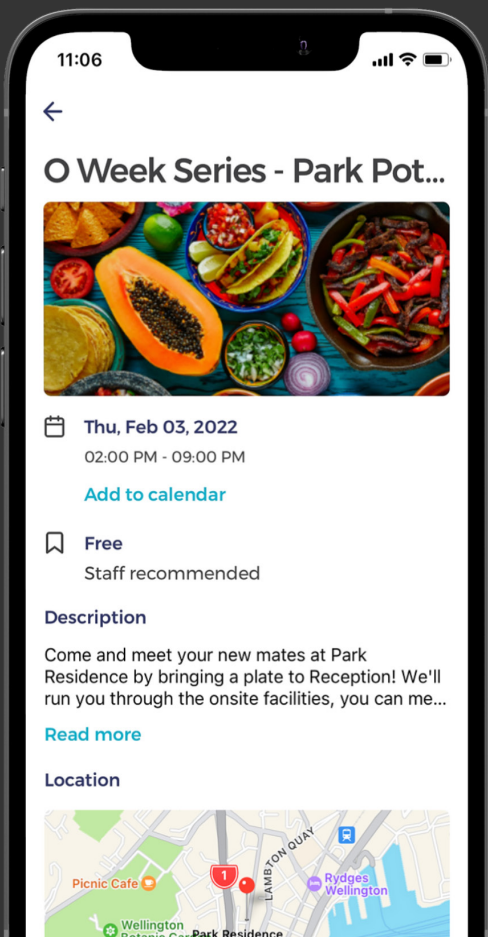 11:06
O Week Series - Park Pot...
Thu, Feb 03, 2022
02:00 PM - 09:00 PM
Add to calendar
Free
Staff recommended
Description
Come and meet your new mates at Park
Residence by bringing a plate to Reception! We'll
run you through the onsite facilities, you can me...
Read more
Location
LAMBTON QUAY
1
Picnic Cafe
Rydges
Wellington
Wellington
Botanic Gar
Park Residence